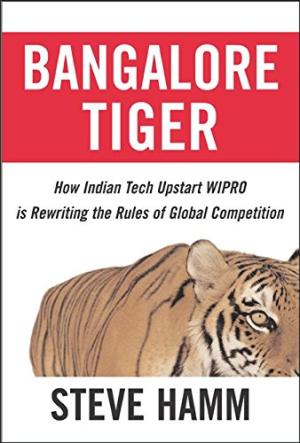 BANGALORE
TIGER
How Indian Tech Upstart WIPRO
is Rewriting the Rules of Global Competition
STEVE HAMM